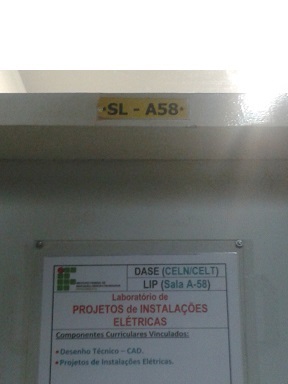 SL - A58
DASE (CELN/CELT)
LIP (Sala A-58)
Laboratório de
PROJETOS de INSTALAÇÕES
ELÉTRICAS
Componentes Curriculares Vinculados:
Desenho Técnico – CAD.
Projetos de Instalações Elétricas.